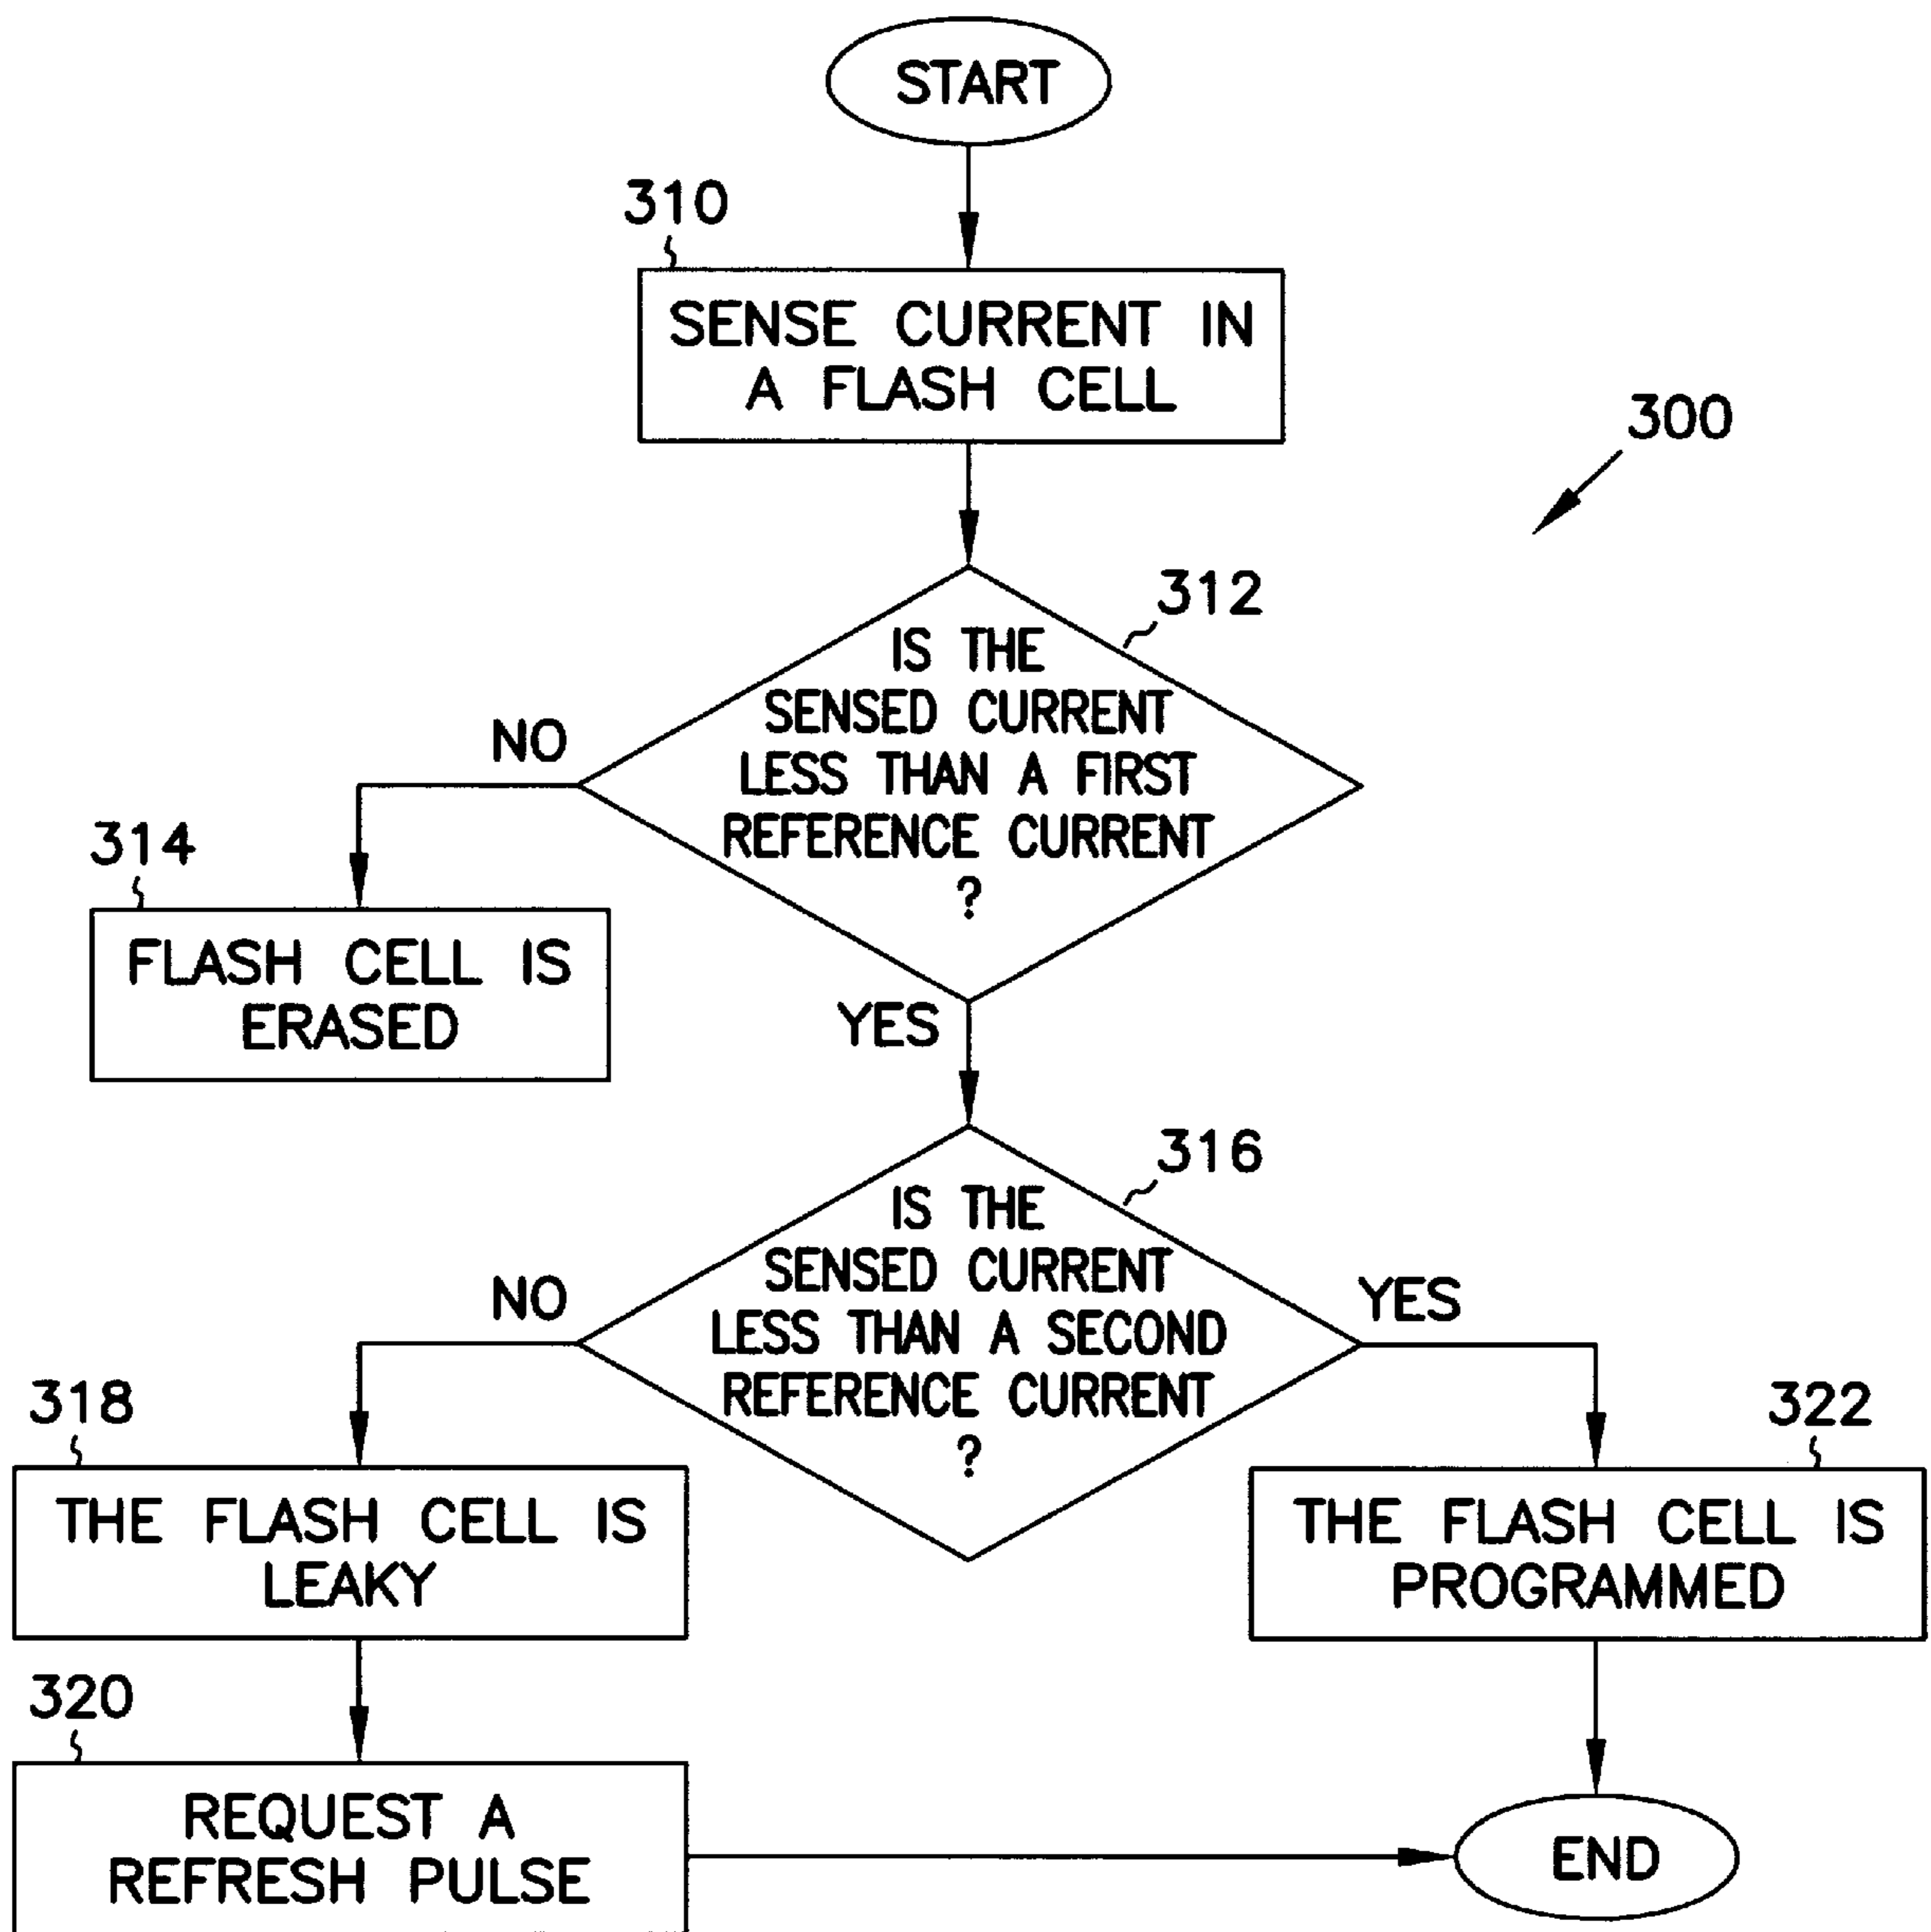 START
310
SENSE CURRENT IN
A FLASH CELL
300
312
IS THE
SENSED CURRENT
LESS THAN A FIRST
REFERENCE CURRENT
?
NO
314
FLASH CELL IS
ERASED
YES
316
IS THE
SENSED CURRENT
LESS THAN A SECOND
REFERENCE CURRENT
?
NO
YES
318
THE FLASH CELL IS
LEAKY
322
THE FLASH CELL IS
PROGRAMMED
320
REQUEST A
REFRESH PULSE
END